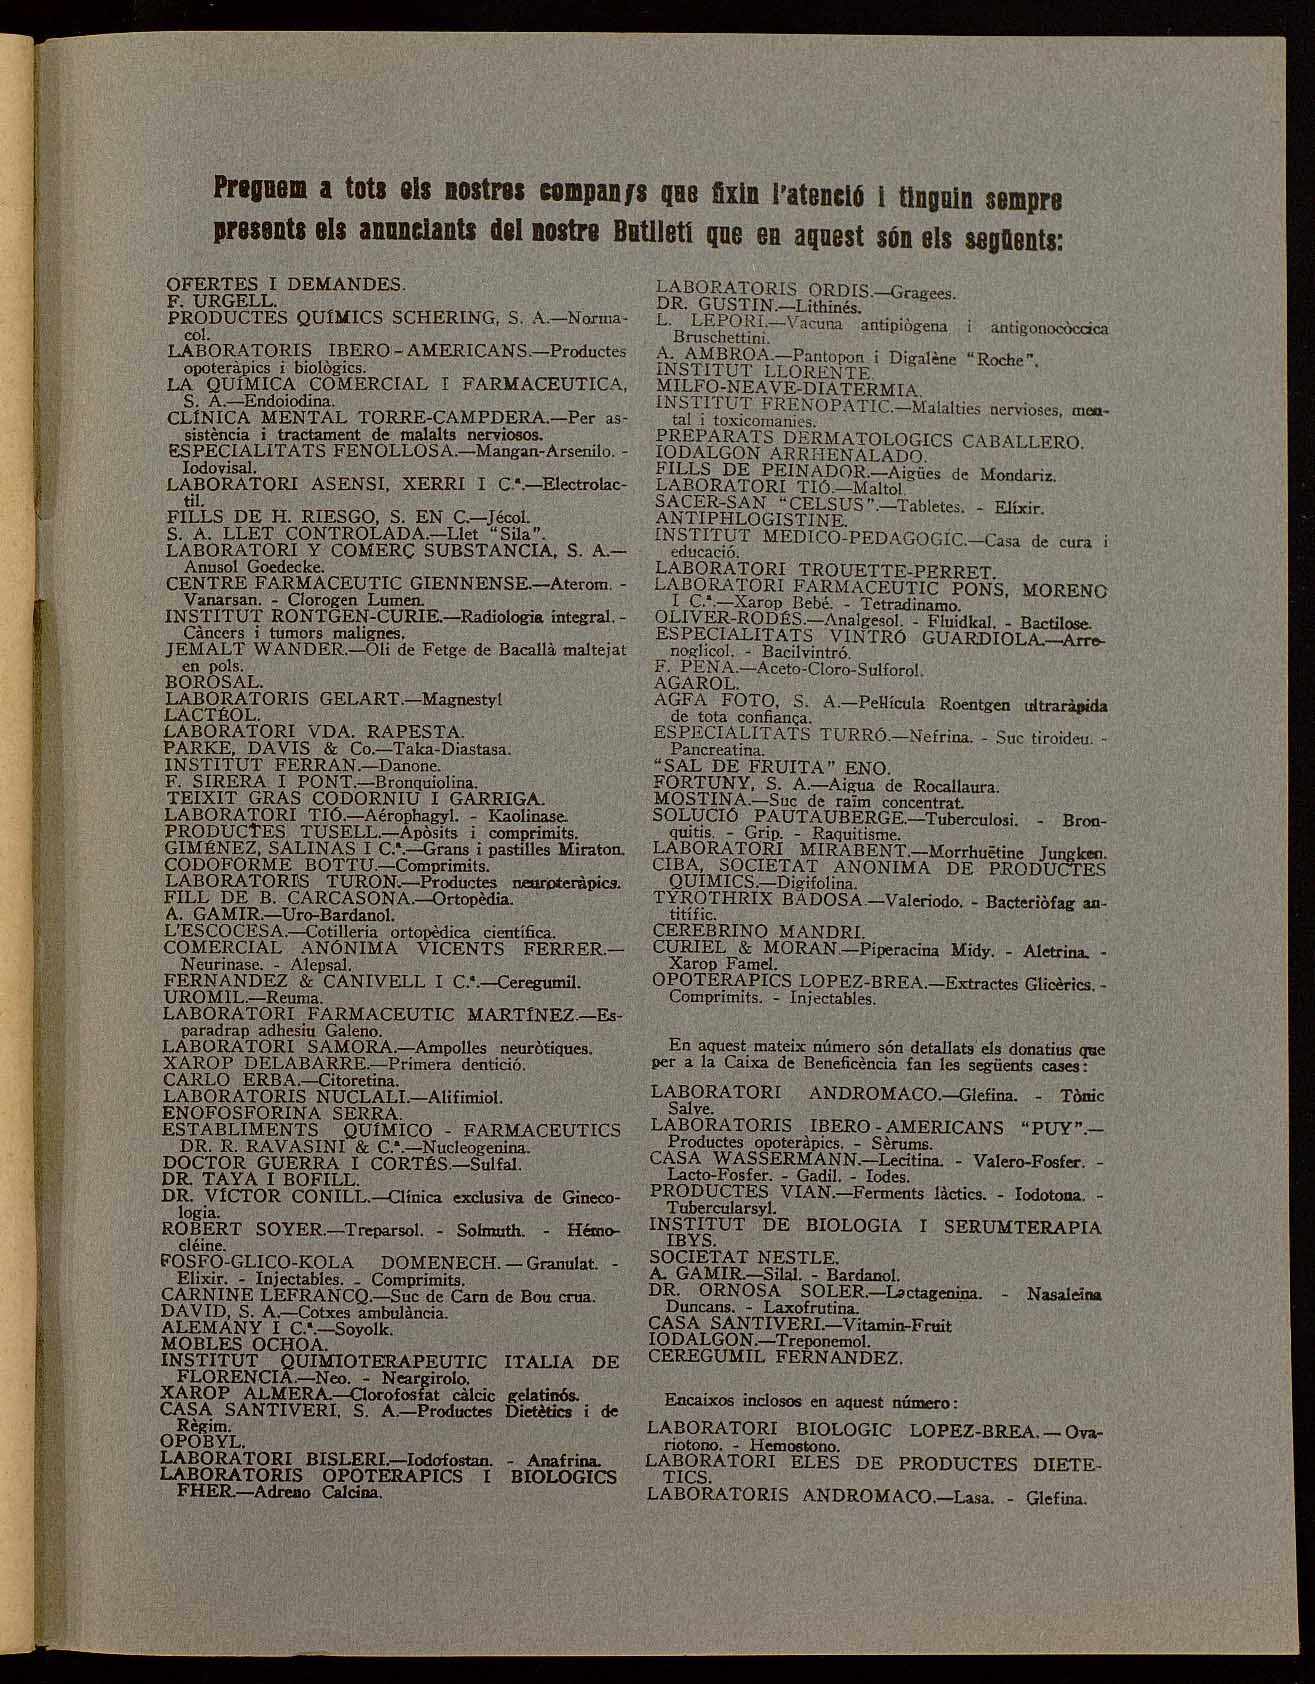 Preguem a tots els nostres companys que fixin l'atenció i tinguin sempre
presents els anunciants del nostre Butlletí que en aquest són els següents:
OFERTES I DEMANDES.
F. URGELL.
PRODUCTES QUÍMICS SCHERING, S. A.—Norma-
col.
LABORATORIS IBERO-AMERICANS.—Productes
opoteràpics i biològics.
LA QUIMICA COMERCIAL I FARMACEUTICA,
S. A.—Endoiodina.
CLÍNICA MENTAL TORRE-CAMPDERA.—Per as-
sistència i tractament de malalts nerviosos.
ESPECIALITATS FENOLLOSA.—Mangan-Arsenilo. -
Iodovisal.
LABORATORI ASENSI, XERRI I C.ª.—Electrolac-
til.
FILLS DE H. RIESGO, S. EN C.—Jécol.
S. A. LLET CONTROLADA.—Llet "Sila".
LABORATORI Y COMERÇ SUBSTANCIA, S. A.—
Anusol Goedecke.
CENTRE FARMACEUTIC GIENNENSE.—Aterom. -
Vanarsan. - Clorogen Lumen.
INSTITUT RONTGEN-CURIE.—Radiologia integral. -
Càncers i tumors malignes.
JEMALT WANDER.—Oli de Fetge de Bacallà maltejat
en pols.
BOROSAL.
LABORATORIS GELART.—Magnestyl
LACTÉOL.
LABORATORI VDA. RAPESTA.
PARKE, DAVIS & Co.—Taka-Diastasa.
INSTITUT FERRAN.—Danone.
F. SIRERA I PONT.—Bronquiolina.
TEIXIT GRAS CODORNIU I GARRIGA.
LABORATORI TIÓ.—Aérophagyl. - Kaolinase.
PRODUCTES TUSELL.—Apòsits i comprimits.
GIMÉNEZ, SALINAS I C.ª.—Grans i pastilles Miraton.
CODOFORME BOTTU.—Comprimits.
LABORATORIS TURON.—Productes neuroteràpics.
FILL DE B. CARCASONA.—Ortopèdia.
A. GAMIR.—Uro-Bardanol.
L'ESCOCESA.—Cotilleria ortopèdica científica.
COMERCIAL ANÓNIMA VICENTS FERRER.—
Neurinase. - Alepsal.
FERNANDEZ & CANIVELL I C.ª.—Ceregumil.
UROMIL.—Reuma.
LABORATORI FARMACEUTIC MARTÍNEZ.—Es-
paradrap adhesiu Galeno.
LABORATORI SAMORA.—Ampolles neuròtiques.
XAROP DELABARRE.—Primera dentició.
CARLO ERBA.—Citoretina.
LABORATORIS NUCLALI.—Alifimiol.
ENOFOSFORINA SERRA.
ESTABLIMENTS QUÍMICO - FARMACEUTICS
DR. R. RAVASINI & C.ª.—Nucleogenina.
DOCTOR GUERRA I CORTÉS.—Sulfal.
DR. TAYA I BOFILL.
DR. VÍCTOR CONILL.—Clínica exclusiva de Gineco-
logia.
ROBERT SOYER.—Treparsol. - Solmuth. - Hémo-
cléine.
FOSFO-GLICO-KOLA DOMENECH.—Granulat. -
Elixir. - Injectables. - Comprimits.
CARNINE LEFRANCQ.—Suc de Carn de Bou crua.
DAVID, S. A.—Cotxes ambulància.
ALEMANY I C.ª.—Soyolk.
MOBLES OCHOA.
INSTITUT QUIMIOTERAPEUTIC ITALIA DE
FLORENCIA.—Neo. - Neargirolo.
XAROP ALMERA.—Clorofosfat càlcic gelatinós.
CASA SANTIVERI, S. A.—Productes Dietètics i de
Règim.
OPOBYL.
LABORATORI BISLERI.—Iodofostan. - Anafrina.
LABORATORIS OPOTERAPICS I BIOLOGICS
FHER.—Adreno Calcina.
LABORATORIS ORDIS.—Gragees.
DR. GUSTIN.—Lithinés.
L. LEPORI.—Vacuna antipiògena i antigonocòccica
Bruschettini.
A. AMBROA.—Pantopon i Digalène "Roche".
INSTITUT LLORENTE.
MILFO-NEAVE-DIATERMIA.
INSTITUT FRENOPATIC.—Malalties nervioses, men-
tal i toxicomanies.
PREPARATS DERMATOLOGICS CABALLERO.
IODALGON ARRHENALADO.
FILLS DE PEINADOR.—Aigües de Mondariz.
LABORATORI TIÓ.—Maltol.
SACER-SAN "CELSUS".—Tabletes. - Elíxir.
ANTIPHLOGISTINE.
INSTITUT MEDICO-PEDAGOGIC.—Casa de cura i
educació.
LABORATORI TROUETTE-PERRET.
LABORATORI FARMACEUTIC PONS, MORENO
I C.ª.—Xarop Bebé. - Tetradinamo.
OLIVER-RODÉS.—Analgesol. - Fluidkal. - Bactilose.
ESPECIALITATS VINTRÓ GUARDIOLA.—Arre-
noglicol. - Bacilvintró.
F. PENA.—Aceto-Cloro-Sulforol.
AGAROL.
AGFA FOTO, S. A.—Pel·lícula Roentgen ultraràpida
de tota confiança.
ESPECIALITATS TURRÓ.—Nefrina. - Suc tiroideu. -
Pancreatina.
"SAL DE FRUITA" ENO.
FORTUNY, S. A.—Aigua de Rocallaura.
MOSTINA.—Suc de raïm concentrat.
SOLUCIÓ PAUTAUBERGE.—Tuberculosi. - Bron-
quitis. - Grip. - Raquitisme.
LABORATORI MIRABENT.—Morrhuëtine Jungken.
CIBA, SOCIETAT ANONIMA DE PRODUCTES
QUIMICS.—Digifolina.
TYROTHRIX BADOSA.—Valeriodo. - Bacteriòfag an-
titífic.
CEREBRINO MANDRI.
CURIEL & MORAN.—Piperacina Midy. - Aletrina. -
Xarop Famel.
OPOTERAPICS LOPEZ-BREA.—Extractes Glicèrics. -
Comprimits. - Injectables.
En aquest mateix número són detallats els donatius que
per a la Caixa de Beneficència fan les següents cases:
LABORATORI ANDROMACO.—Glefina. - Tònic
Salve.
LABORATORIS IBERO-AMERICANS "PUY".—
Productes opoteràpics. - Sèrums.
CASA WASSERMANN.—Lecitina. - Valero-Fosfer. -
Lacto-Fosfer. - Gadil. - Iodes.
PRODUCTES VIAN.—Ferments làctics. - Iodotona. -
Tubercularsyl.
INSTITUT DE BIOLOGIA I SERUMTERAPIA
IBYS.
SOCIETAT NESTLE.
A. GAMIR.—Silal. - Bardanol.
DR. ORNOSA SOLER.—Lactagenina. - Nasaleïna
Duncans. - Laxofrutina.
CASA SANTIVERI.—Vitamin-Fruit
IODALGON.—Treponemol.
CEREGUMIL FERNANDEZ.
Encaixos inclosos en aquest número:
LABORATORI BIOLOGIC LOPEZ-BREA.—Ova-
riotono. - Hemostono.
LABORATORI ELES DE PRODUCTES DIETE-
TICS.
LABORATORIS ANDROMACO.—Lasa. - Glefina.